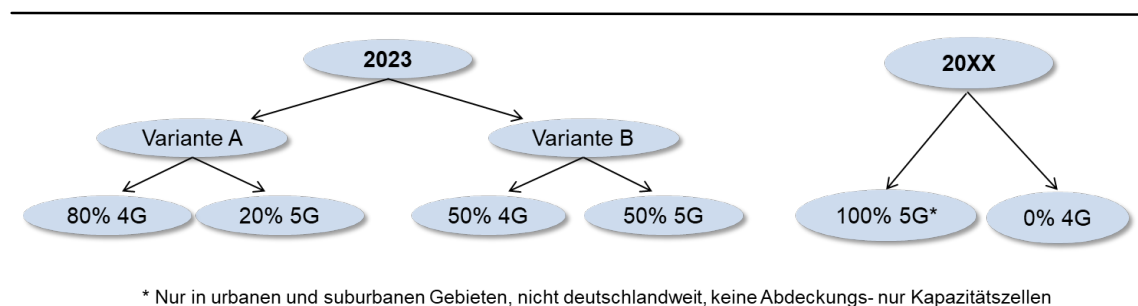 2023
20XX
Variante A
Variante B
80% 4G
20% 5G
50% 4G
50% 5G
100% 5G*
0% 4G
* Nur in urbanen und suburbanen Gebieten, nicht deutschlandweit, keine Abdeckungs- nur Kapazitätszellen